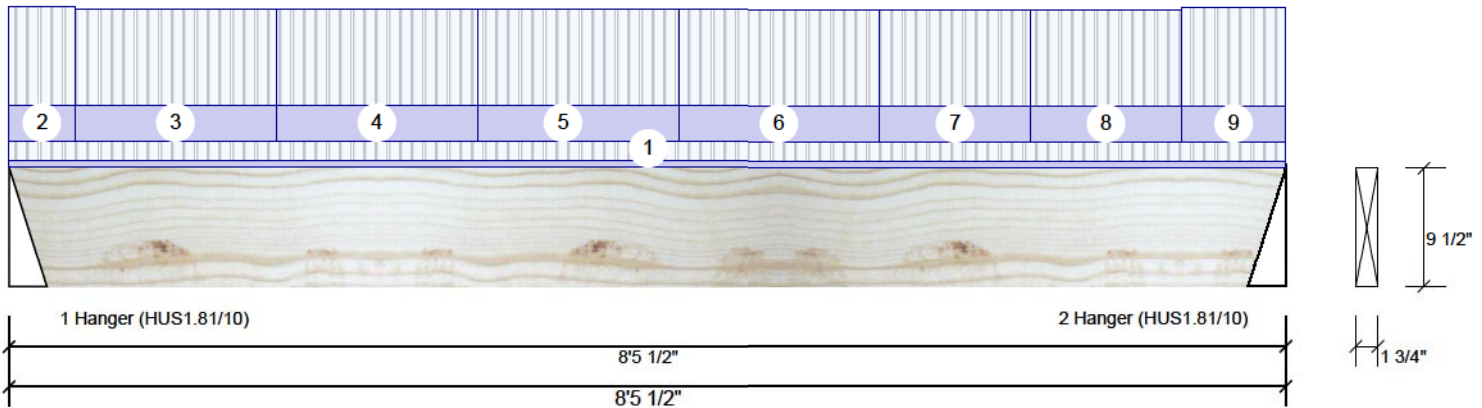 2 3 4 5 6 7 8 9
1
9 1/2"
1 Hanger (HUS1.81/10) 2 Hanger (HUS1.81/10)
8'5 1/2" 1 3/4"
8'5 1/2"